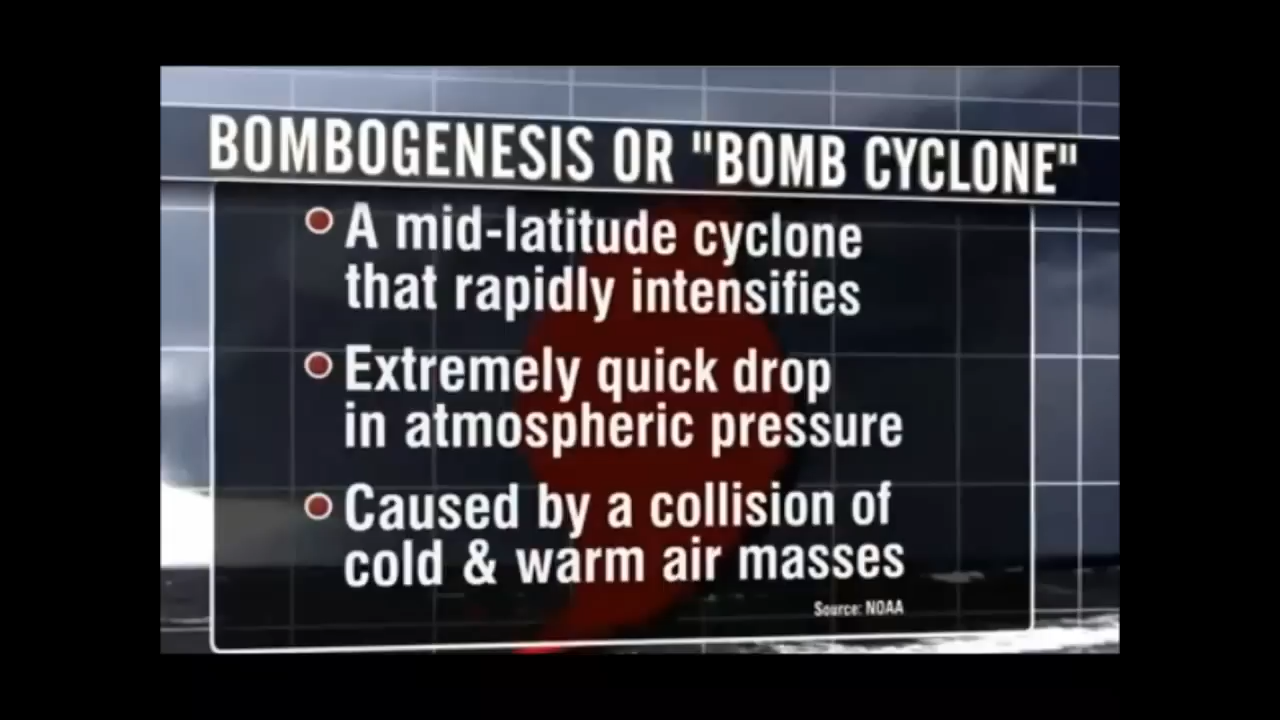 BOMBOGENESIS OR "BOMB CYCLONE"
A mid-latitude cyclone
that rapidly intensifies
Extremely quick drop
in atmospheric pressure
Caused by a collision of
cold & warm air masses
Source: NOAA